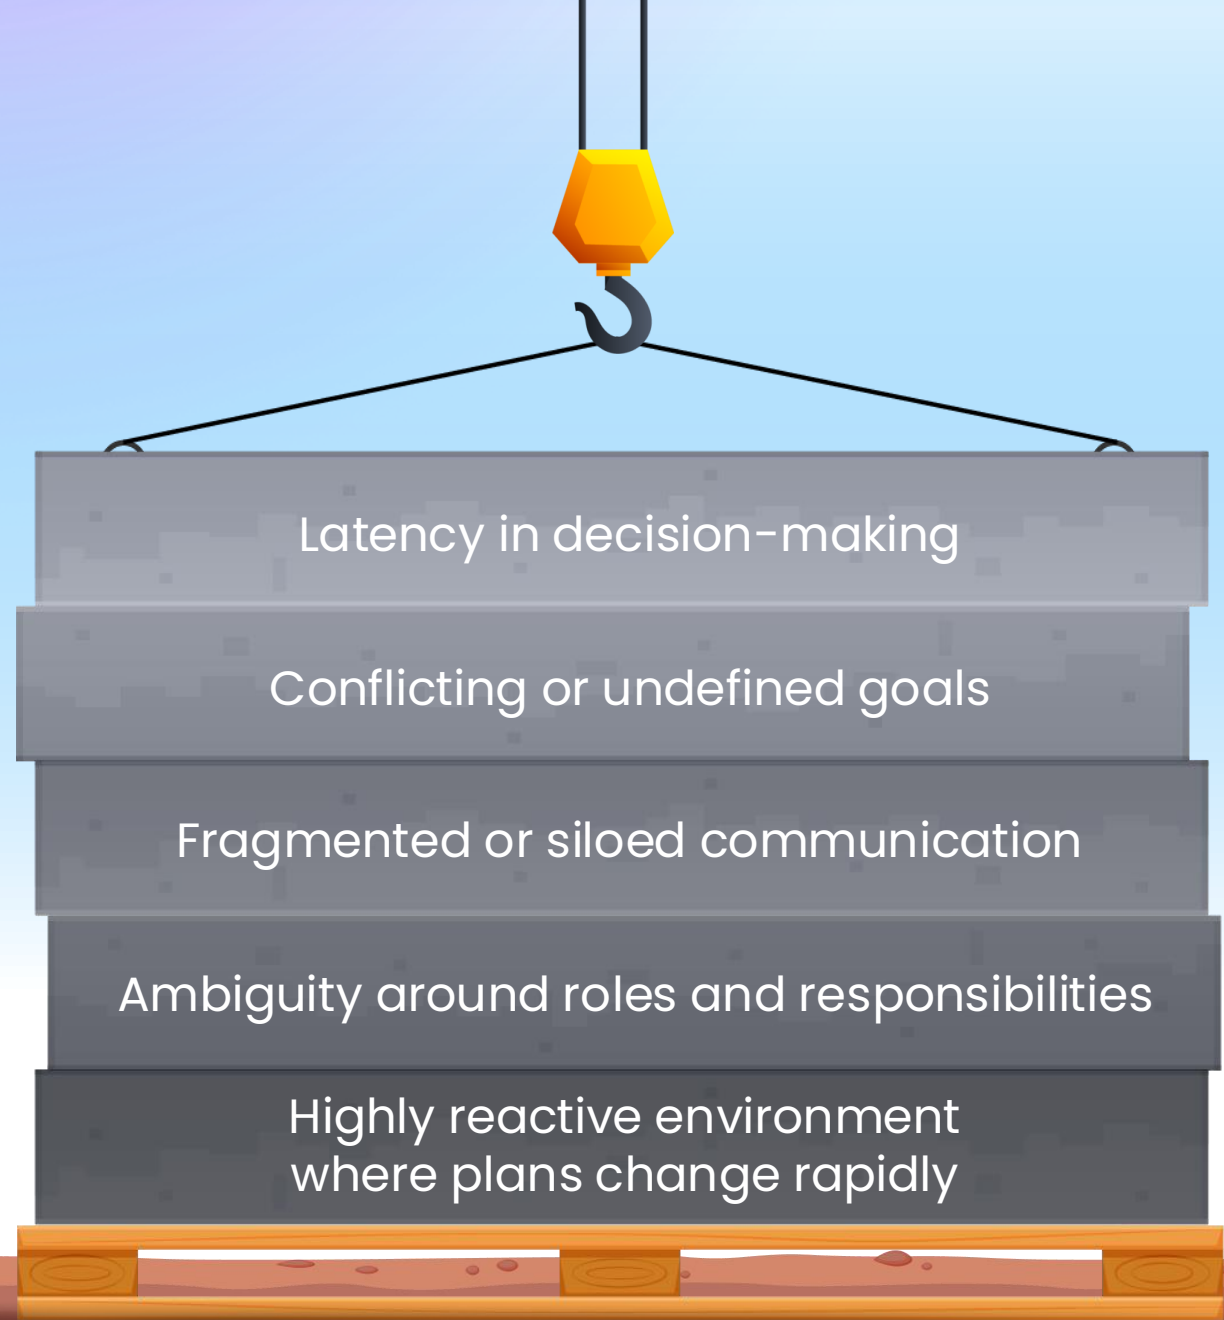 Latency in decision-making
Conflicting or undefined goals
Fragmented or siloed communication
Ambiguity around roles and responsibilities
Highly reactive environment
where plans change rapidly